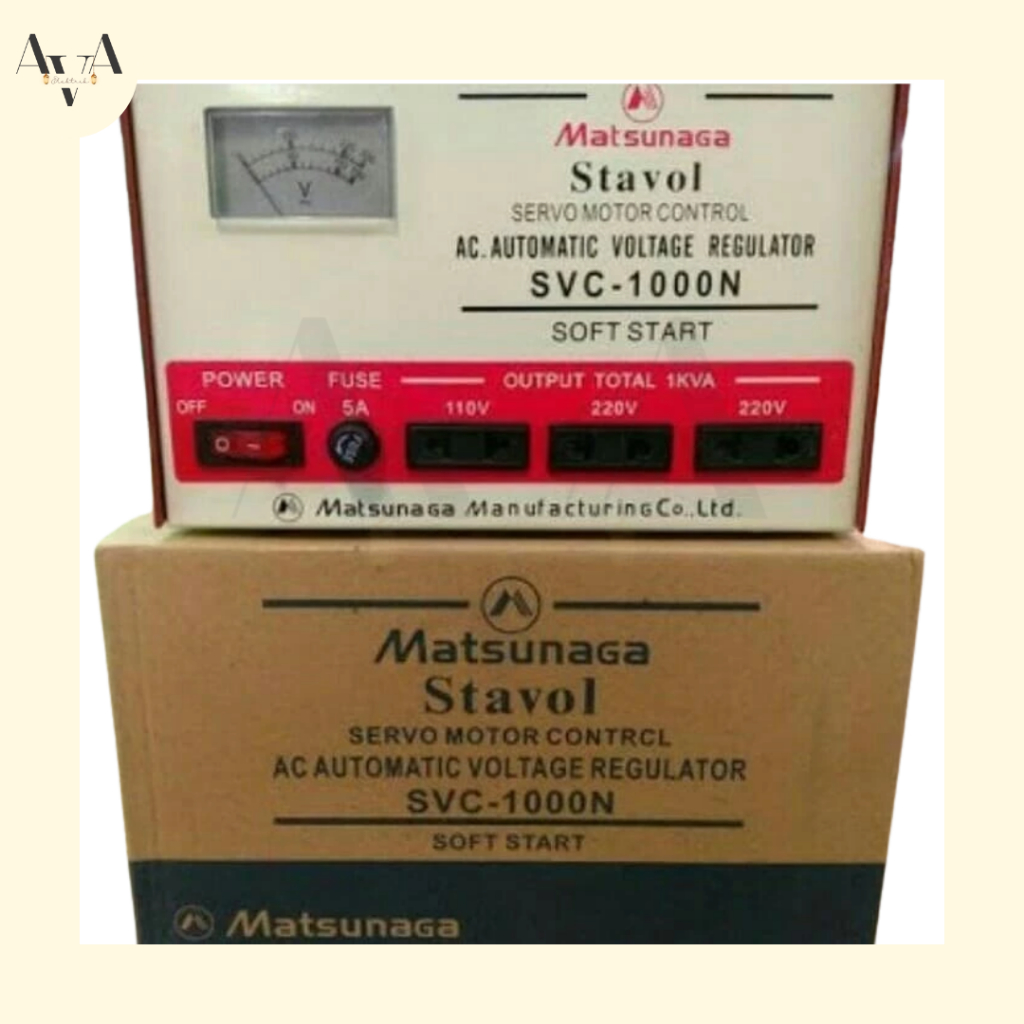 AVA
Matsunaga
Stavol
SERVO MOTOR CONTROL
AC. AUTOMATIC VOLTAGE REGULATOR
SVC-1000N
SOFT START
V
POWER FUSE OUTPUT TOTAL 1KVA
OFF ON 5A 110V 220V 220V
FUSE
Matsunaga Manufacturing Co.,Ltd.
Matsunaga
Stavol
SERVO MOTOR CONTRCL
AC AUTOMATIC VOLTAGE REGULATOR
SVC-1000N
SOFT START
Matsunaga